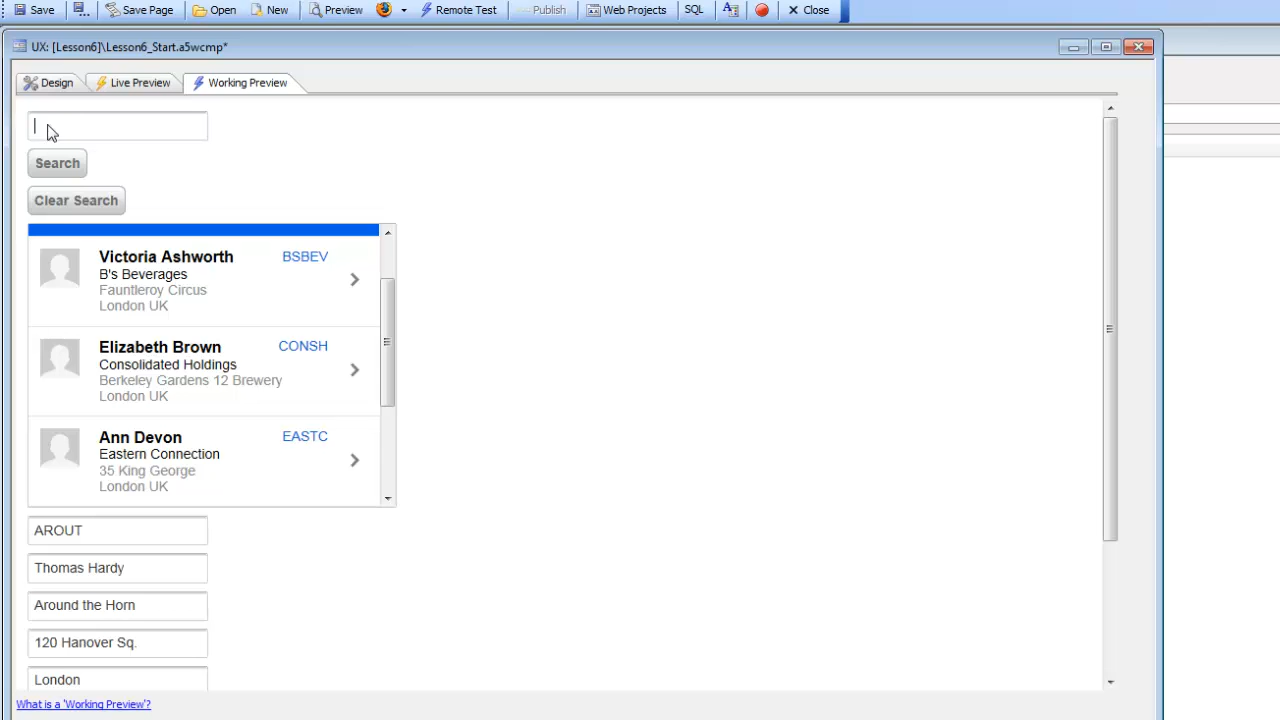 Save Save Page Open New Preview Remote Test Publish Web Projects SQL Close
UX: [Lesson6]\Lesson6_Start.a5wcmp*
Design Live Preview Working Preview
Search
Clear Search
Victoria Ashworth BSBEV
B's Beverages
Fauntleroy Circus
London UK
Elizabeth Brown CONSH
Consolidated Holdings
Berkeley Gardens 12 Brewery
London UK
Ann Devon EASTC
Eastern Connection
35 King George
London UK
AROUT
Thomas Hardy
Around the Horn
120 Hanover Sq.
London
What is a 'Working Preview'?